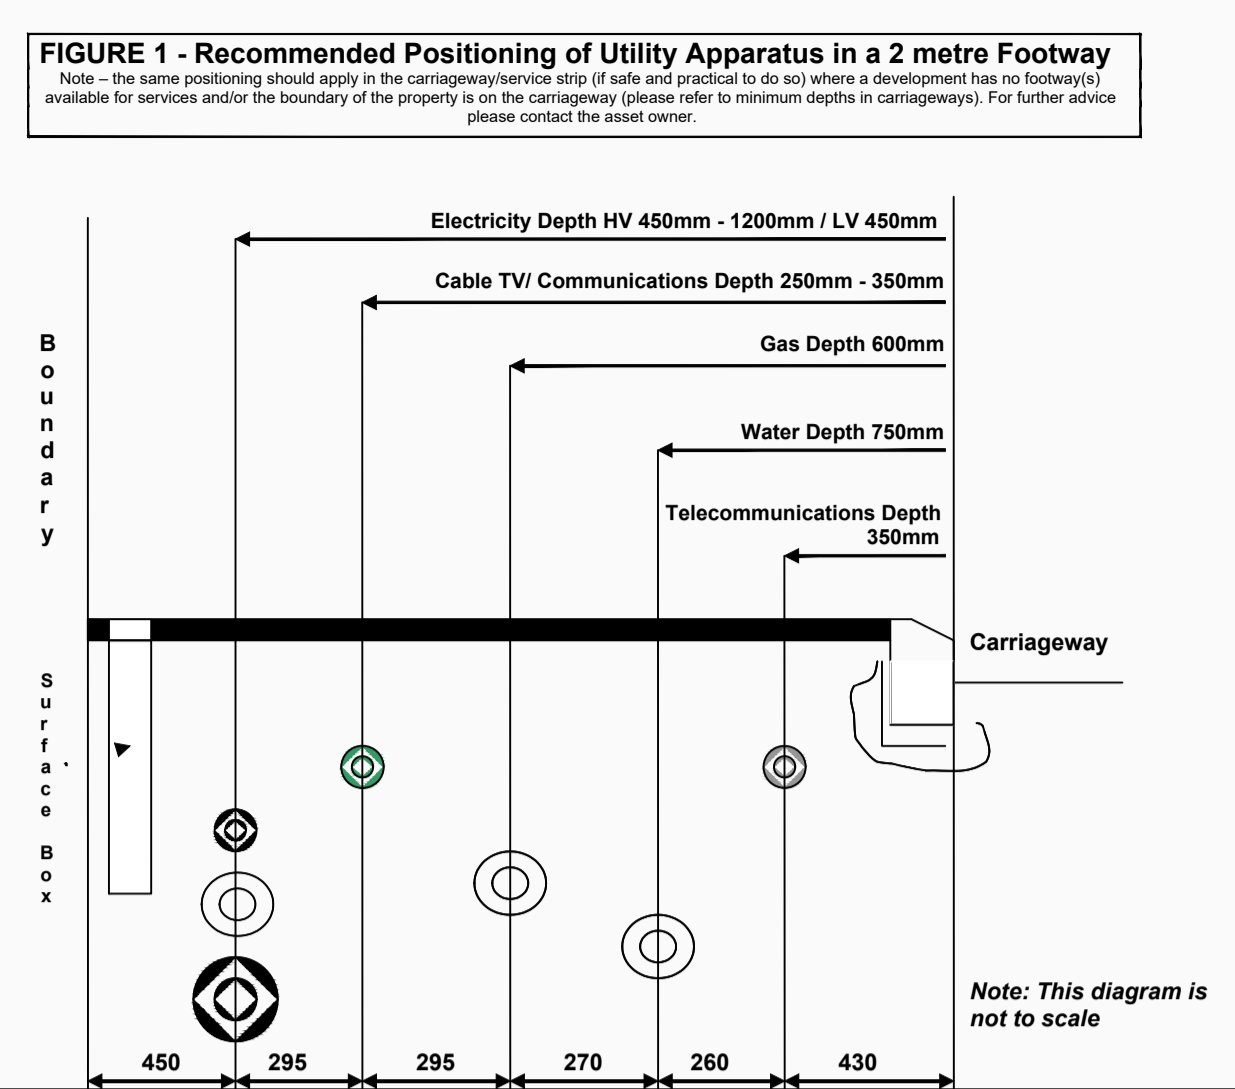 FIGURE 1 - Recommended Positioning of Utility Apparatus in a 2 metre Footway
Note – the same positioning should apply in the carriageway/service strip (if safe and practical to do so) where a development has no footway(s)
available for services and/or the boundary of the property is on the carriageway (please refer to minimum depths in carriageways). For further advice
please contact the asset owner.
Electricity Depth HV 450mm - 1200mm / LV 450mm
Cable TV/ Communications Depth 250mm - 350mm
Gas Depth 600mm
Water Depth 750mm
Telecommunications Depth
350mm
Boundary
Carriageway
Surface Box
Note: This diagram is
not to scale
450 295 295 270 260 430